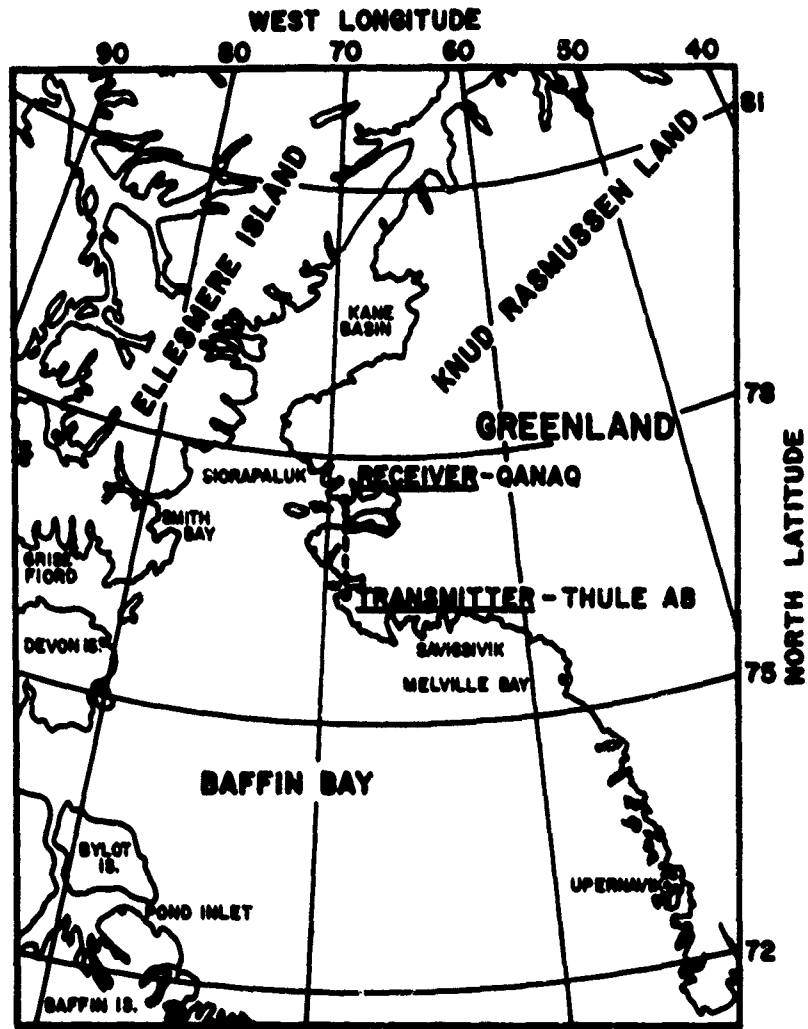 WEST LONGITUDE
90 80 70 60 50 40
81
ELLESMERE ISLAND
KNUD RASMUSSEN LAND
KANE
BASIN
78
GREENLAND
SIORAPALUK
RECEIVER-QANAQ
SMITH
BAY
NORTH LATITUDE
GRISE
FIORD
TRANSMITTER-THULE AB
DEVON IS.
SAVISSIVIK
MELVILLE BAY
75
BAFFIN BAY
BYLOT
IS.
UPERNAVIK
POND INLET
72
BAFFIN IS.